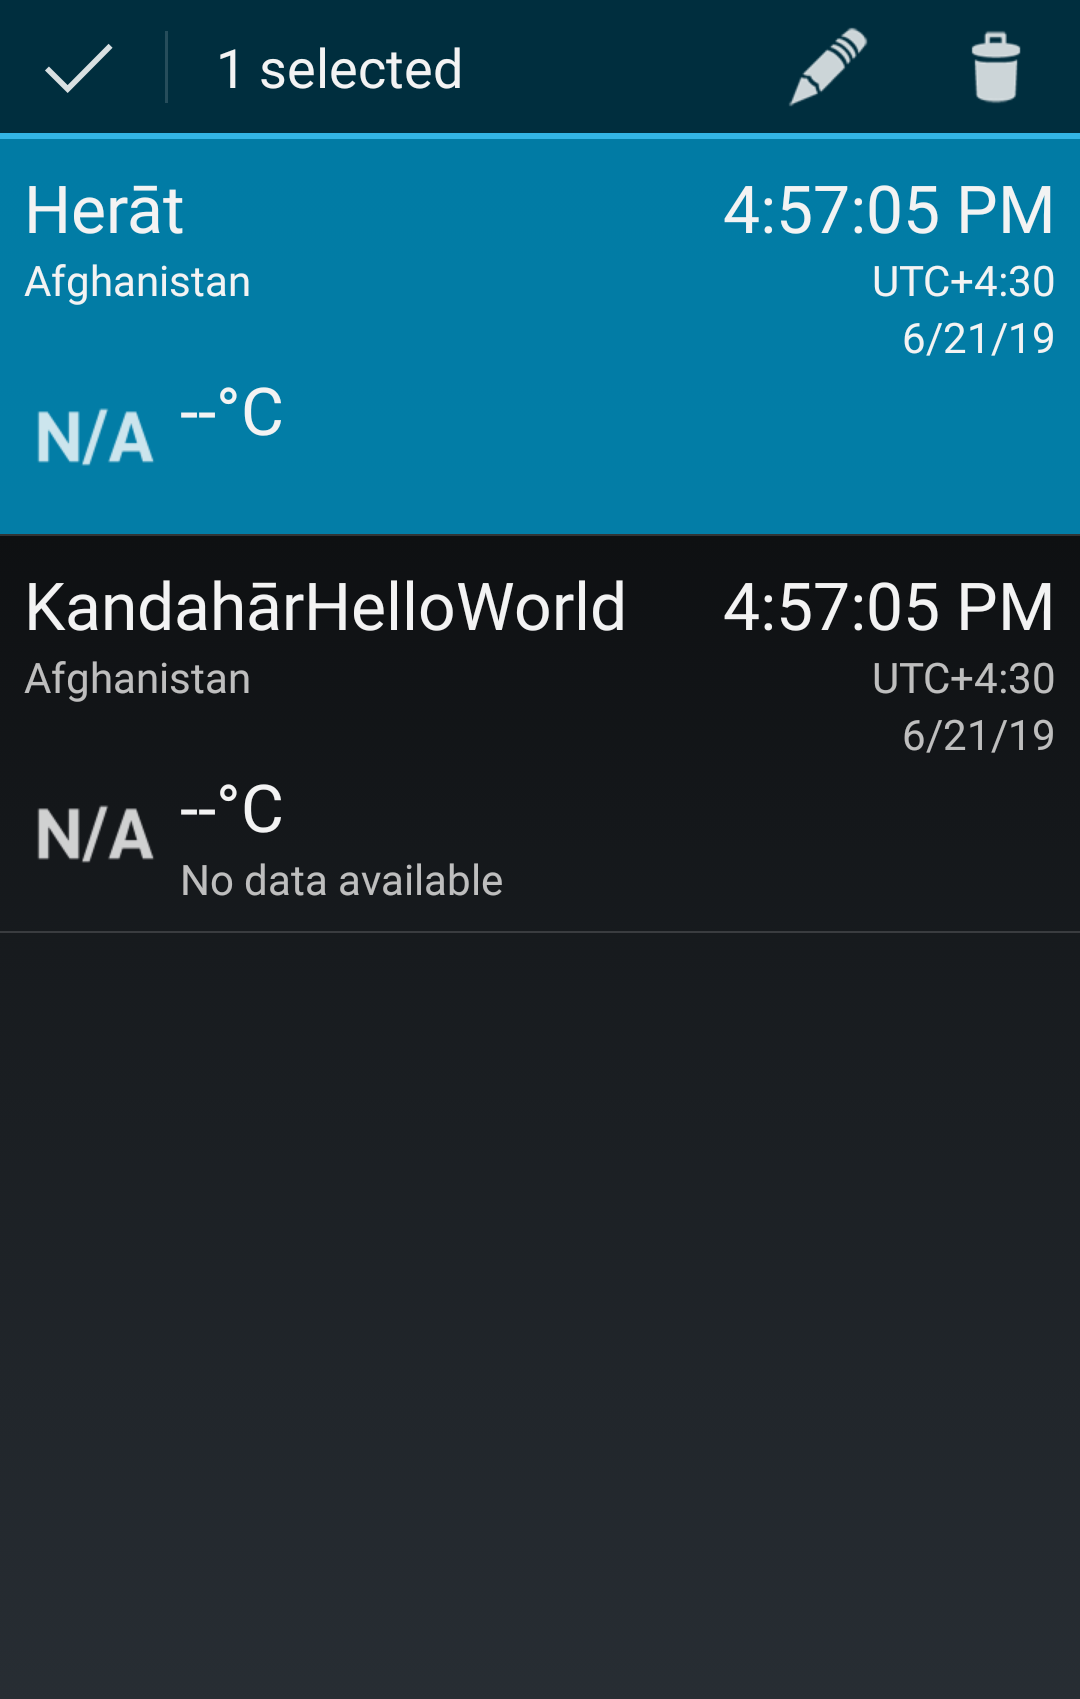 1 selected
Herāt
4:57:05 PM
Afghanistan
UTC+4:30
6/21/19
N/A
--°C
KandahārHelloWorld
4:57:05 PM
Afghanistan
UTC+4:30
6/21/19
N/A
--°C
No data available